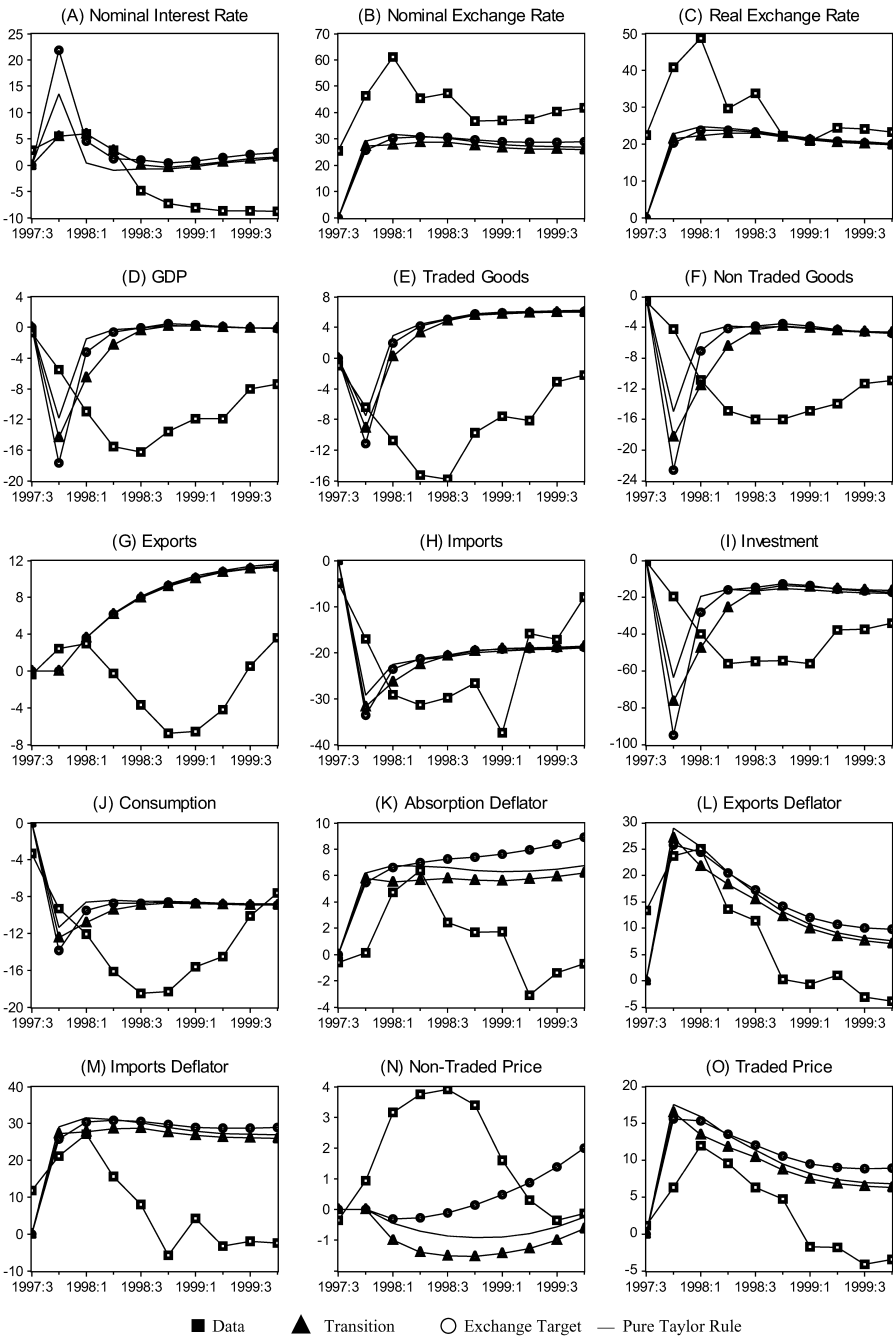 (A) Nominal Interest Rate (B) Nominal Exchange Rate (C) Real Exchange Rate
25 70 50
20 60 40
15 50 30
10 40 20
5 30 10
0 20 0
-5 10
-10 0
1997:3 1998:1 1998:3 1999:1 1999:3 1997:3 1998:1 1998:3 1999:1 1999:3 1997:3 1998:1 1998:3 1999:1 1999:3
(D) GDP (E) Traded Goods (F) Non Traded Goods
4 8 0
0 4 -4
-4 0 -8
-8 -4 -12
-12 -8 -16
-16 -12 -20
-20 -16 -24
1997:3 1998:1 1998:3 1999:1 1999:3 1997:3 1998:1 1998:3 1999:1 1999:3 1997:3 1998:1 1998:3 1999:1 1999:3
(G) Exports (H) Imports (I) Investment
12 0 0
8 -10 -20
4 -20 -40
0 -30 -60
-4 -40 -80
-8 -100
1997:3 1998:1 1998:3 1999:1 1999:3 1997:3 1998:1 1998:3 1999:1 1999:3 1997:3 1998:1 1998:3 1999:1 1999:3
(J) Consumption (K) Absorption Deflator (L) Exports Deflator
0 10 30
-4 8 25
-8 6 20
-12 4 15
-16 2 10
-20 0 5
-2 0
-4 -5
1997:3 1998:1 1998:3 1999:1 1999:3 1997:3 1998:1 1998:3 1999:1 1999:3 1997:3 1998:1 1998:3 1999:1 1999:3
(M) Imports Deflator (N) Non-Traded Price (O) Traded Price
40 4 20
30 3 15
20 2 10
10 1 5
0 0 0
-10 -1 -5
1997:3 1998:1 1998:3 1999:1 1999:3 1997:3 1998:1 1998:3 1999:1 1999:3 1997:3 1998:1 1998:3 1999:1 1999:3
Data Transition Exchange Target Pure Taylor Rule